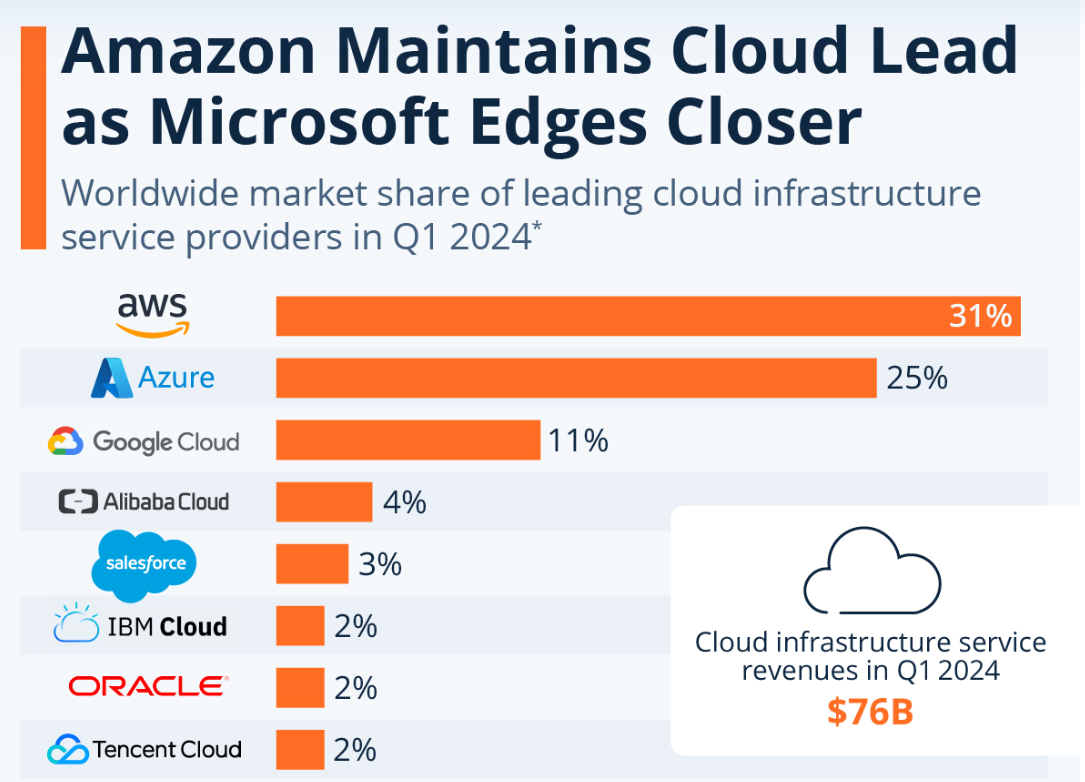 Amazon Maintains Cloud Lead
as Microsoft Edges Closer
Worldwide market share of leading cloud infrastructure
service providers in Q1 2024*
aws 31%
Azure 25%
Google Cloud 11%
Alibaba Cloud 4%
salesforce 3%
IBM Cloud 2%
ORACLE® 2%
Tencent Cloud 2%
Cloud infrastructure service
revenues in Q1 2024
$76B